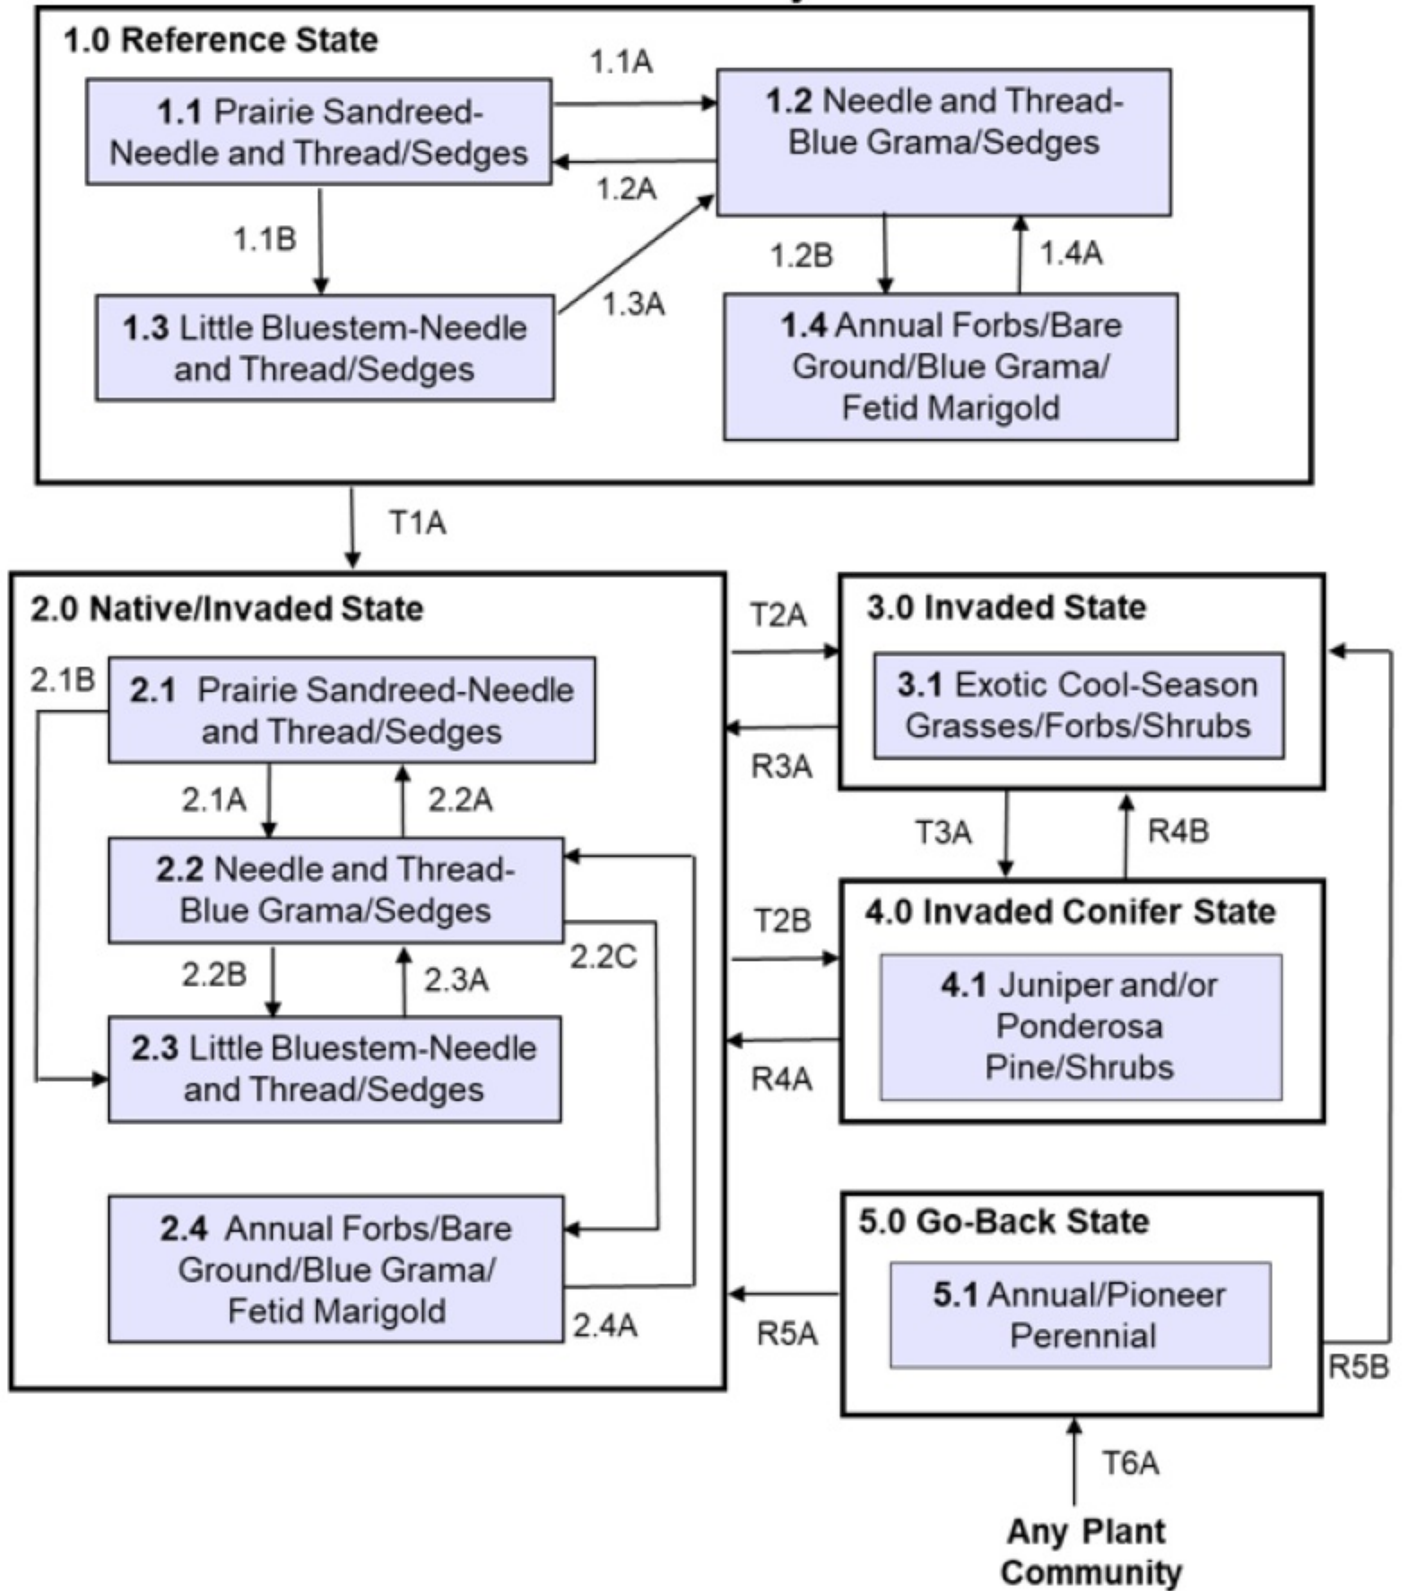 1.0 Reference State
1.1A
1.1 Prairie Sandreed-
Needle and Thread/Sedges
1.2 Needle and Thread-
Blue Grama/Sedges
1.2A
1.1B
1.2B
1.4A
1.3A
1.3 Little Bluestem-Needle
and Thread/Sedges
1.4 Annual Forbs/Bare
Ground/Blue Grama/
Fetid Marigold
T1A
2.0 Native/Invaded State
2.1B
2.1 Prairie Sandreed-Needle
and Thread/Sedges
2.1A
2.2A
2.2 Needle and Thread-
Blue Grama/Sedges
2.2C
2.2B
2.3A
2.3 Little Bluestem-Needle
and Thread/Sedges
2.4 Annual Forbs/Bare
Ground/Blue Grama/
Fetid Marigold
2.4A
T2A
R3A
3.0 Invaded State
3.1 Exotic Cool-Season
Grasses/Forbs/Shrubs
T3A
R4B
T2B
R4A
4.0 Invaded Conifer State
4.1 Juniper and/or
Ponderosa
Pine/Shrubs
5.0 Go-Back State
5.1 Annual/Pioneer
Perennial
R5A
R5B
T6A
Any Plant
Community